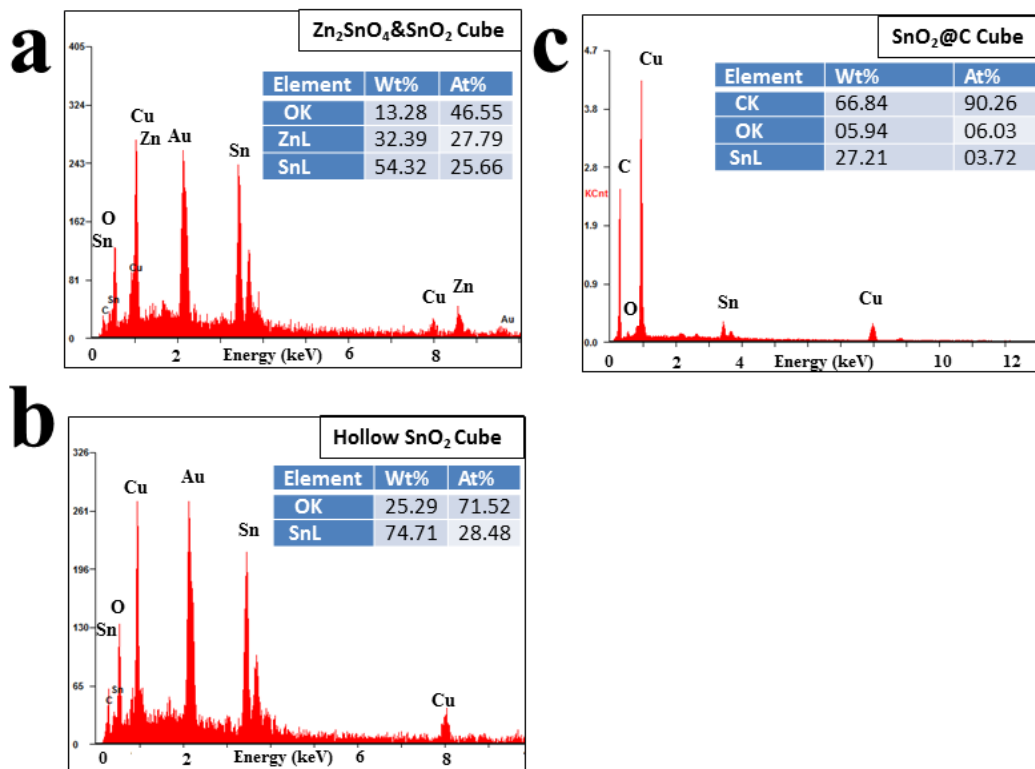 a
Zn₂SnO₄&SnO₂ Cube
405
324
243
162
81
0
Element Wt% At%
OK 13.28 46.55
ZnL 32.39 27.79
SnL 54.32 25.66
Cu
Zn Au Sn
O
Sn
Cu
Sn
C
Cu Zn
Au
0 2 Energy (keV) 6 8
c
SnO₂@C Cube
4.7
3.8
2.8
KCnt
1.9
0.9
0.0
Element Wt% At%
CK 66.84 90.26
OK 05.94 06.03
SnL 27.21 03.72
Cu
C
O Sn Cu
0 2 4 Energy (keV) 10 12
b
Hollow SnO₂ Cube
326
261
196
130
65
0
Element Wt% At%
OK 25.29 71.52
SnL 74.71 28.48
Cu Au
Sn
O
Sn
Sn
C
Cu
0 2 Energy (keV) 6 8